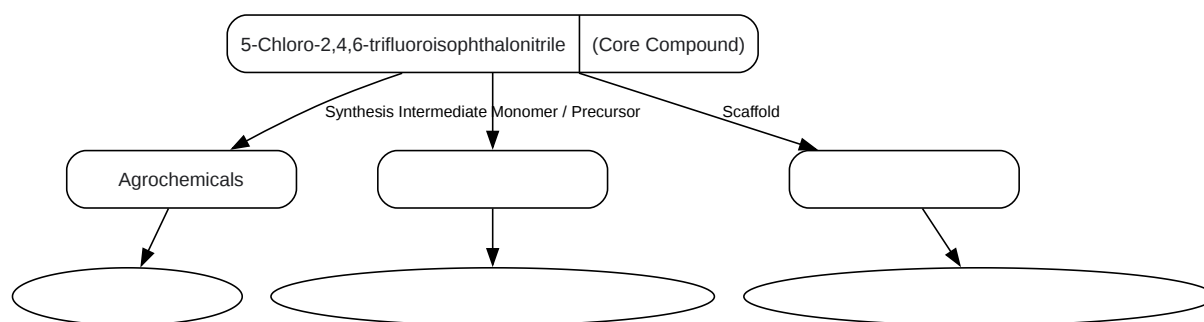 5-Chloro-2,4,6-trifluoroisophthalonitrile
(Core Compound)
Synthesis Intermediate
Monomer / Precursor
Scaffold
Agrochemicals